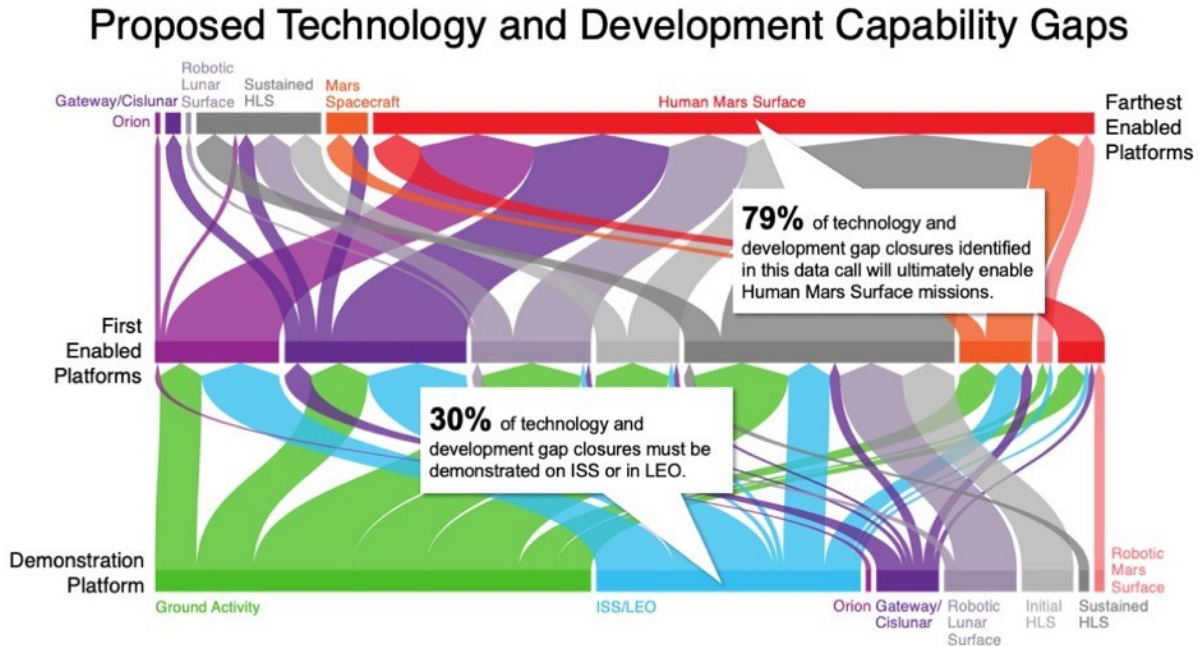 Proposed Technology and Development Capability Gaps
Robotic
Lunar
Surface
Sustained
HLS
Mars
Spacecraft
Gateway/Cislunar
Orion
Human Mars Surface
Farthest
Enabled
Platforms
79% of technology and
development gap closures identified
in this data call will ultimately enable
Human Mars Surface missions.
First
Enabled
Platforms
30% of technology and
development gap closures must be
demonstrated on ISS or in LEO.
Demonstration
Platform
Ground Activity
ISS/LEO
Orion
Gateway/
Cislunar
Robotic
Lunar
Surface
Initial
HLS
Sustained
HLS
Robotic
Mars
Surface